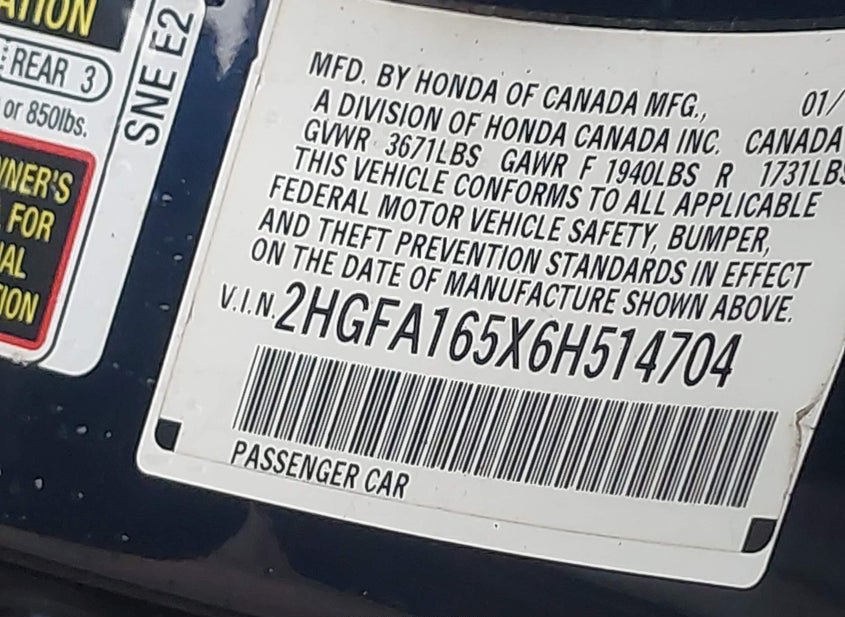 ATION
REAR 3
or 850lbs.
SNE E2
WNER'S
FOR
ION
MFD. BY HONDA OF CANADA MFG., 01/
A DIVISION OF HONDA CANADA INC. CANADA
GVWR 3671LBS GAWR F 1940LBS R 1731LBS
THIS VEHICLE CONFORMS TO ALL APPLICABLE
FEDERAL MOTOR VEHICLE SAFETY, BUMPER,
AND THEFT PREVENTION STANDARDS IN EFFECT
ON THE DATE OF MANUFACTURE SHOWN ABOVE.
V.I.N. 2HGFA165X6H514704
PASSENGER CAR